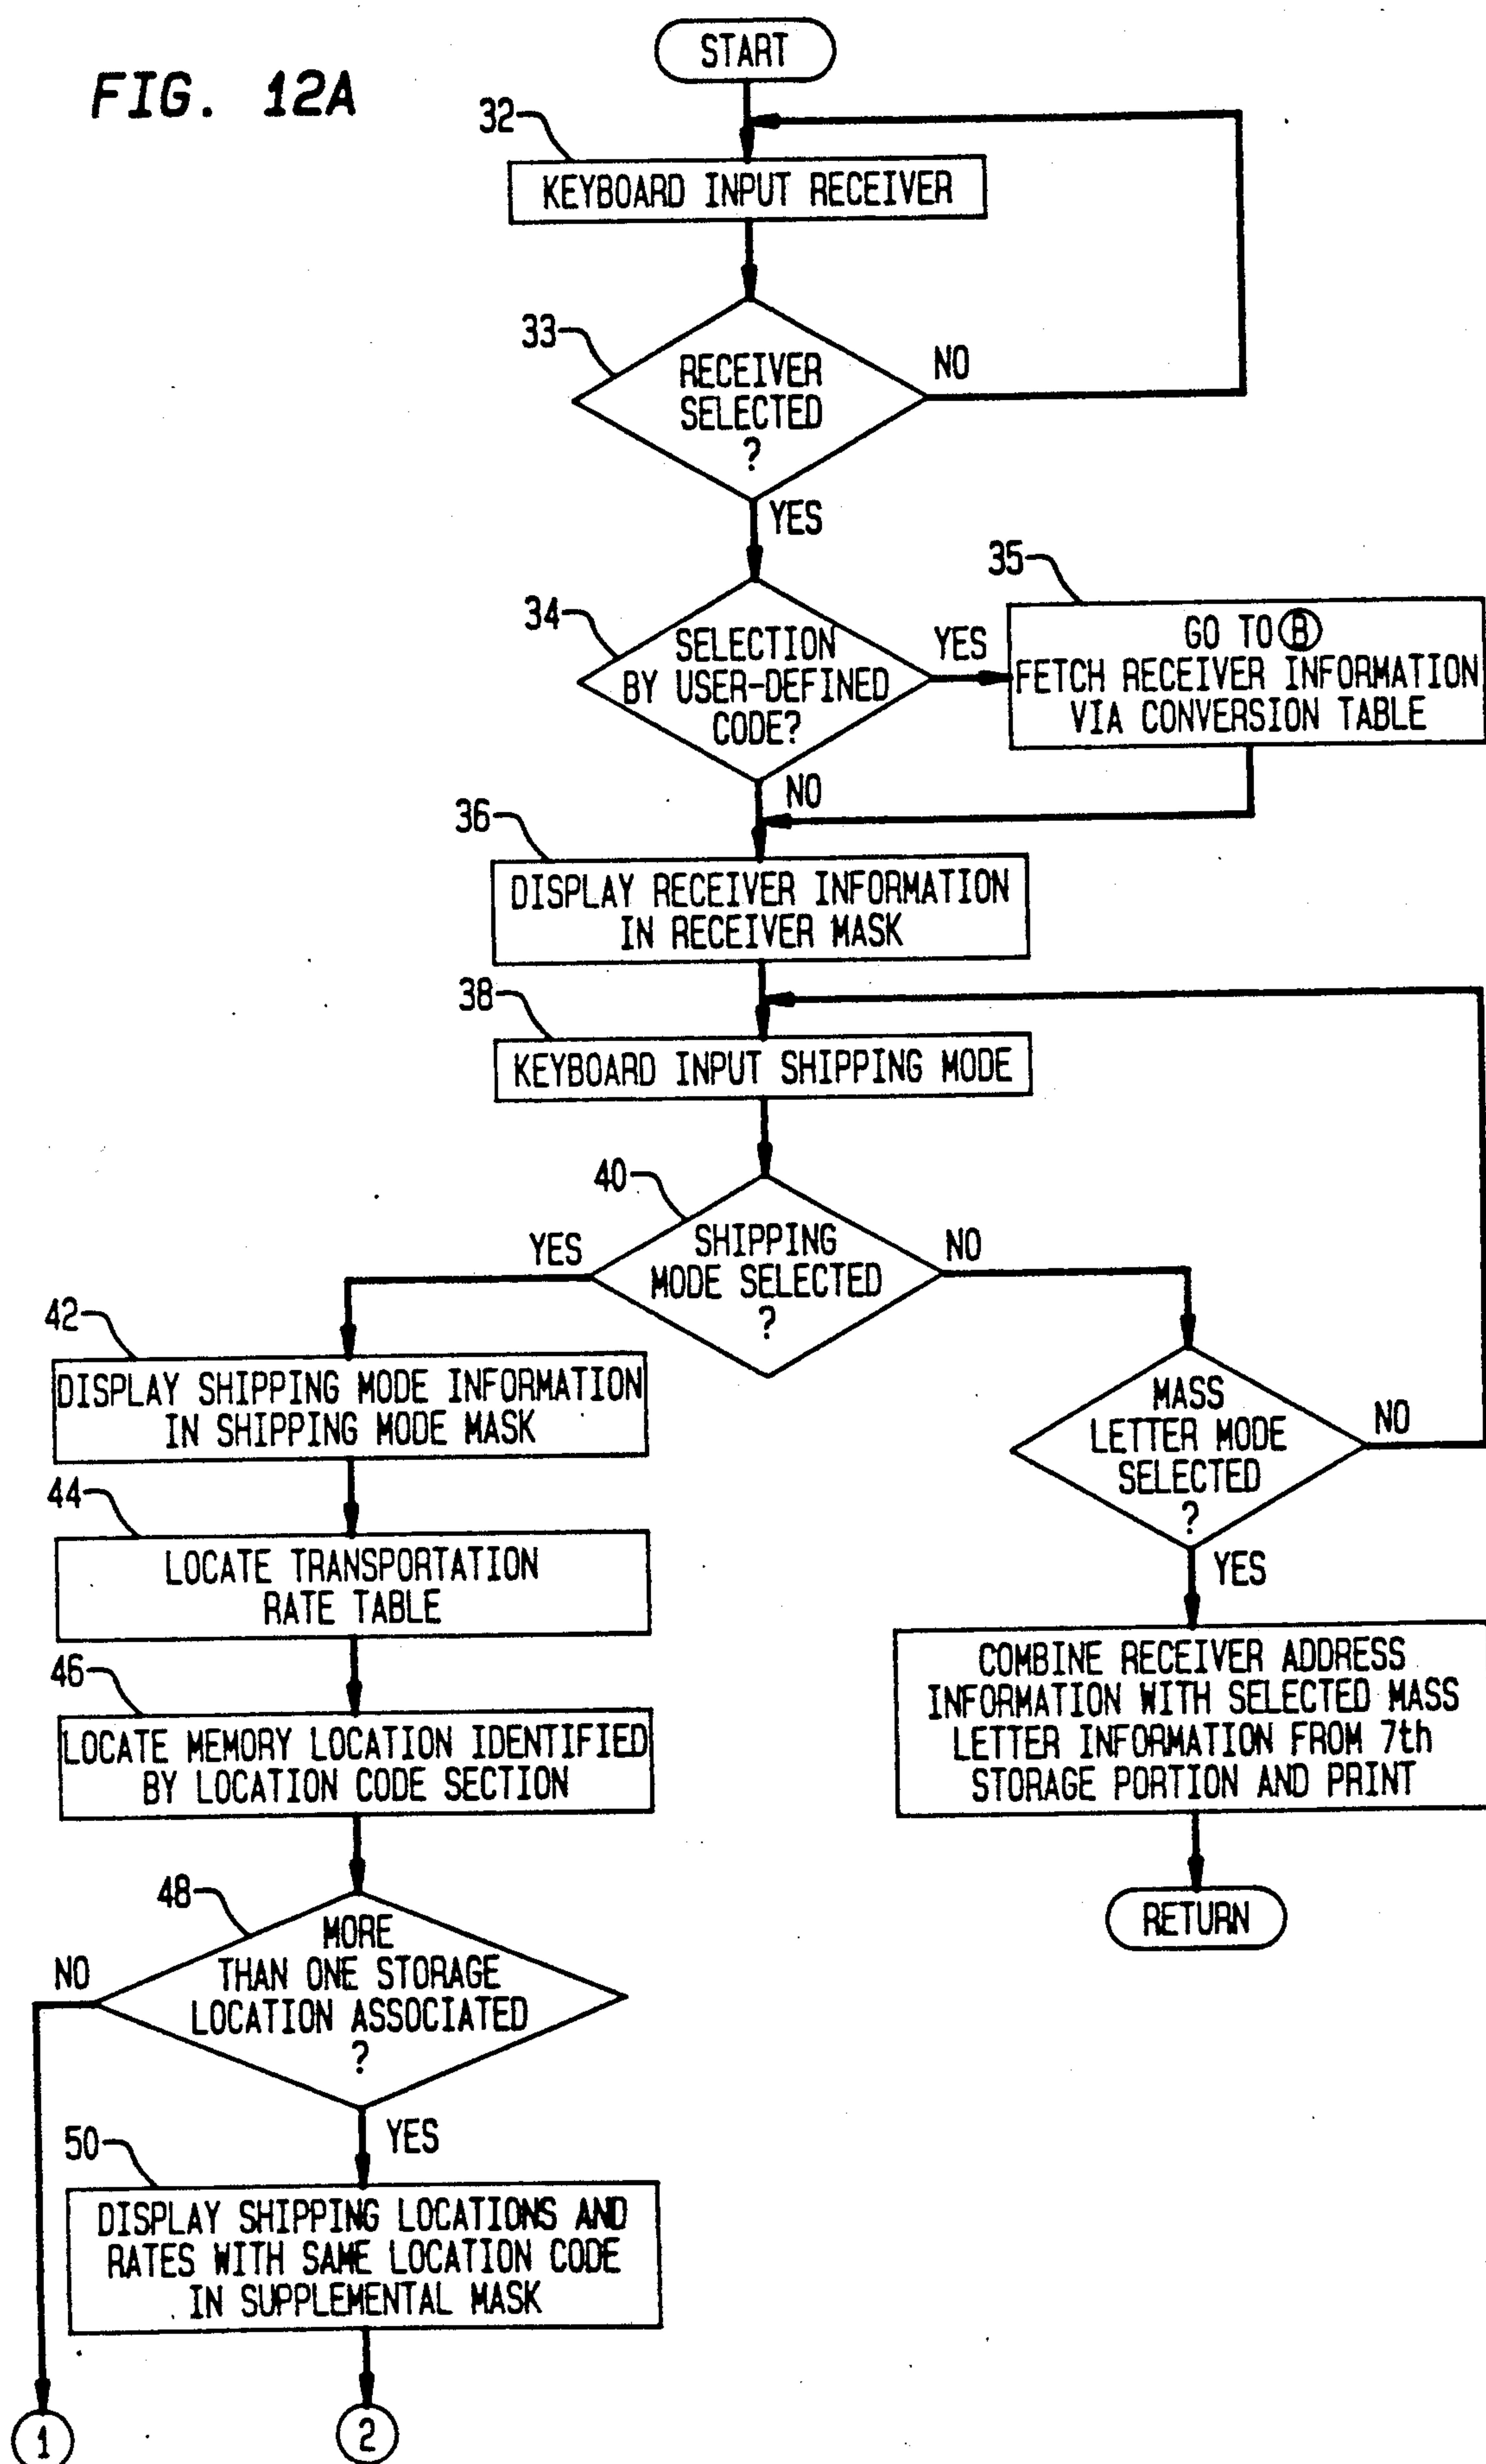 FIG. 12A
START
32
KEYBOARD INPUT RECEIVER
33
RECEIVER
SELECTED
?
NO
YES
34
SELECTION
BY USER-DEFINED
CODE?
YES
35
GO TO B
FETCH RECEIVER INFORMATION
VIA CONVERSION TABLE
NO
36
DISPLAY RECEIVER INFORMATION
IN RECEIVER MASK
38
KEYBOARD INPUT SHIPPING MODE
40
SHIPPING
MODE SELECTED
?
YES
NO
42
DISPLAY SHIPPING MODE INFORMATION
IN SHIPPING MODE MASK
MASS
LETTER MODE
SELECTED
?
NO
YES
44
LOCATE TRANSPORTATION
RATE TABLE
46
LOCATE MEMORY LOCATION IDENTIFIED
BY LOCATION CODE SECTION
COMBINE RECEIVER ADDRESS
INFORMATION WITH SELECTED MASS
LETTER INFORMATION FROM 7th
STORAGE PORTION AND PRINT
RETURN
48
MORE
THAN ONE STORAGE
LOCATION ASSOCIATED
?
NO
YES
50
DISPLAY SHIPPING LOCATIONS AND
RATES WITH SAME LOCATION CODE
IN SUPPLEMENTAL MASK
1
2